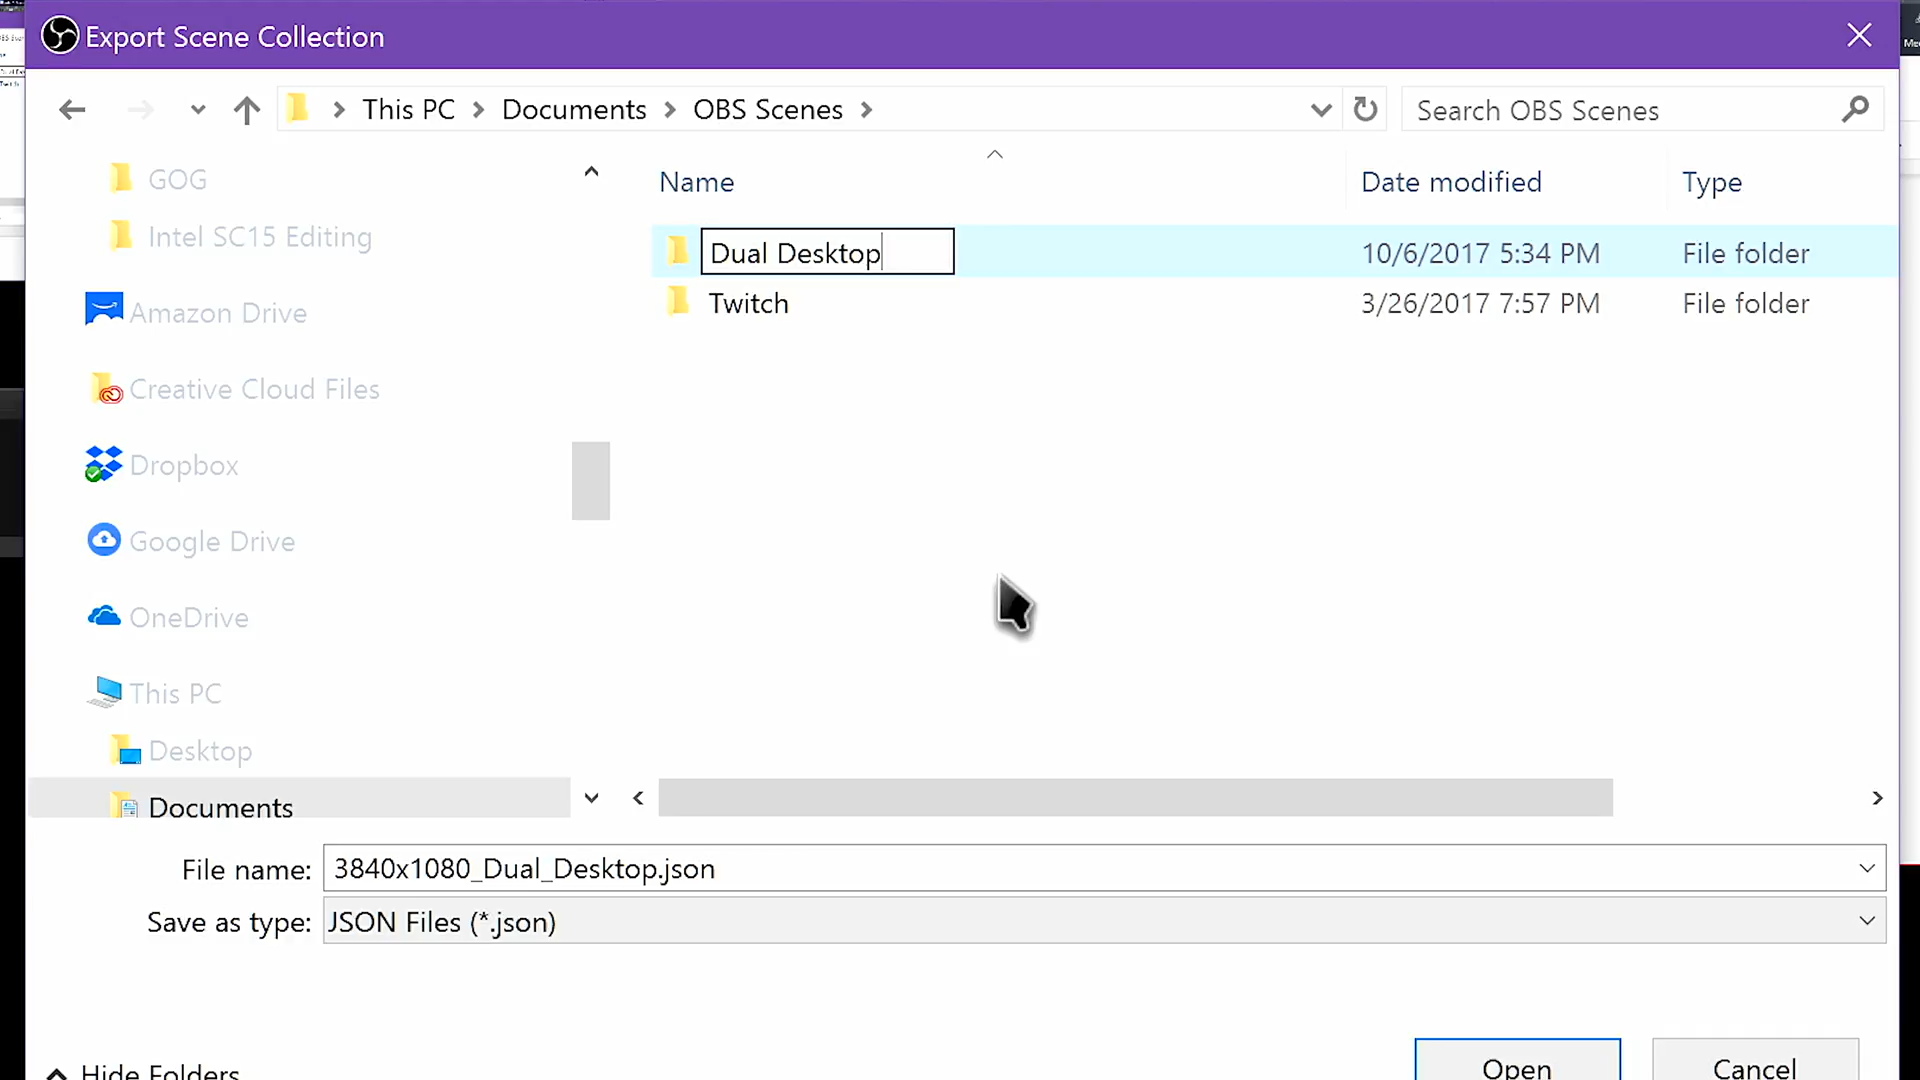 Export Scene Collection
This PC Documents OBS Scenes
Search OBS Scenes
Name Date modified Type
GOG
Intel SC15 Editing
Amazon Drive
Creative Cloud Files
Dropbox
Google Drive
OneDrive
This PC
Desktop
Documents
Dual Desktop 10/6/2017 5:34 PM File folder
Twitch 3/26/2017 7:57 PM File folder
File name: 3840x1080_Dual_Desktop.json
Save as type: JSON Files (*.json)
Hide Folders
Open
Cancel